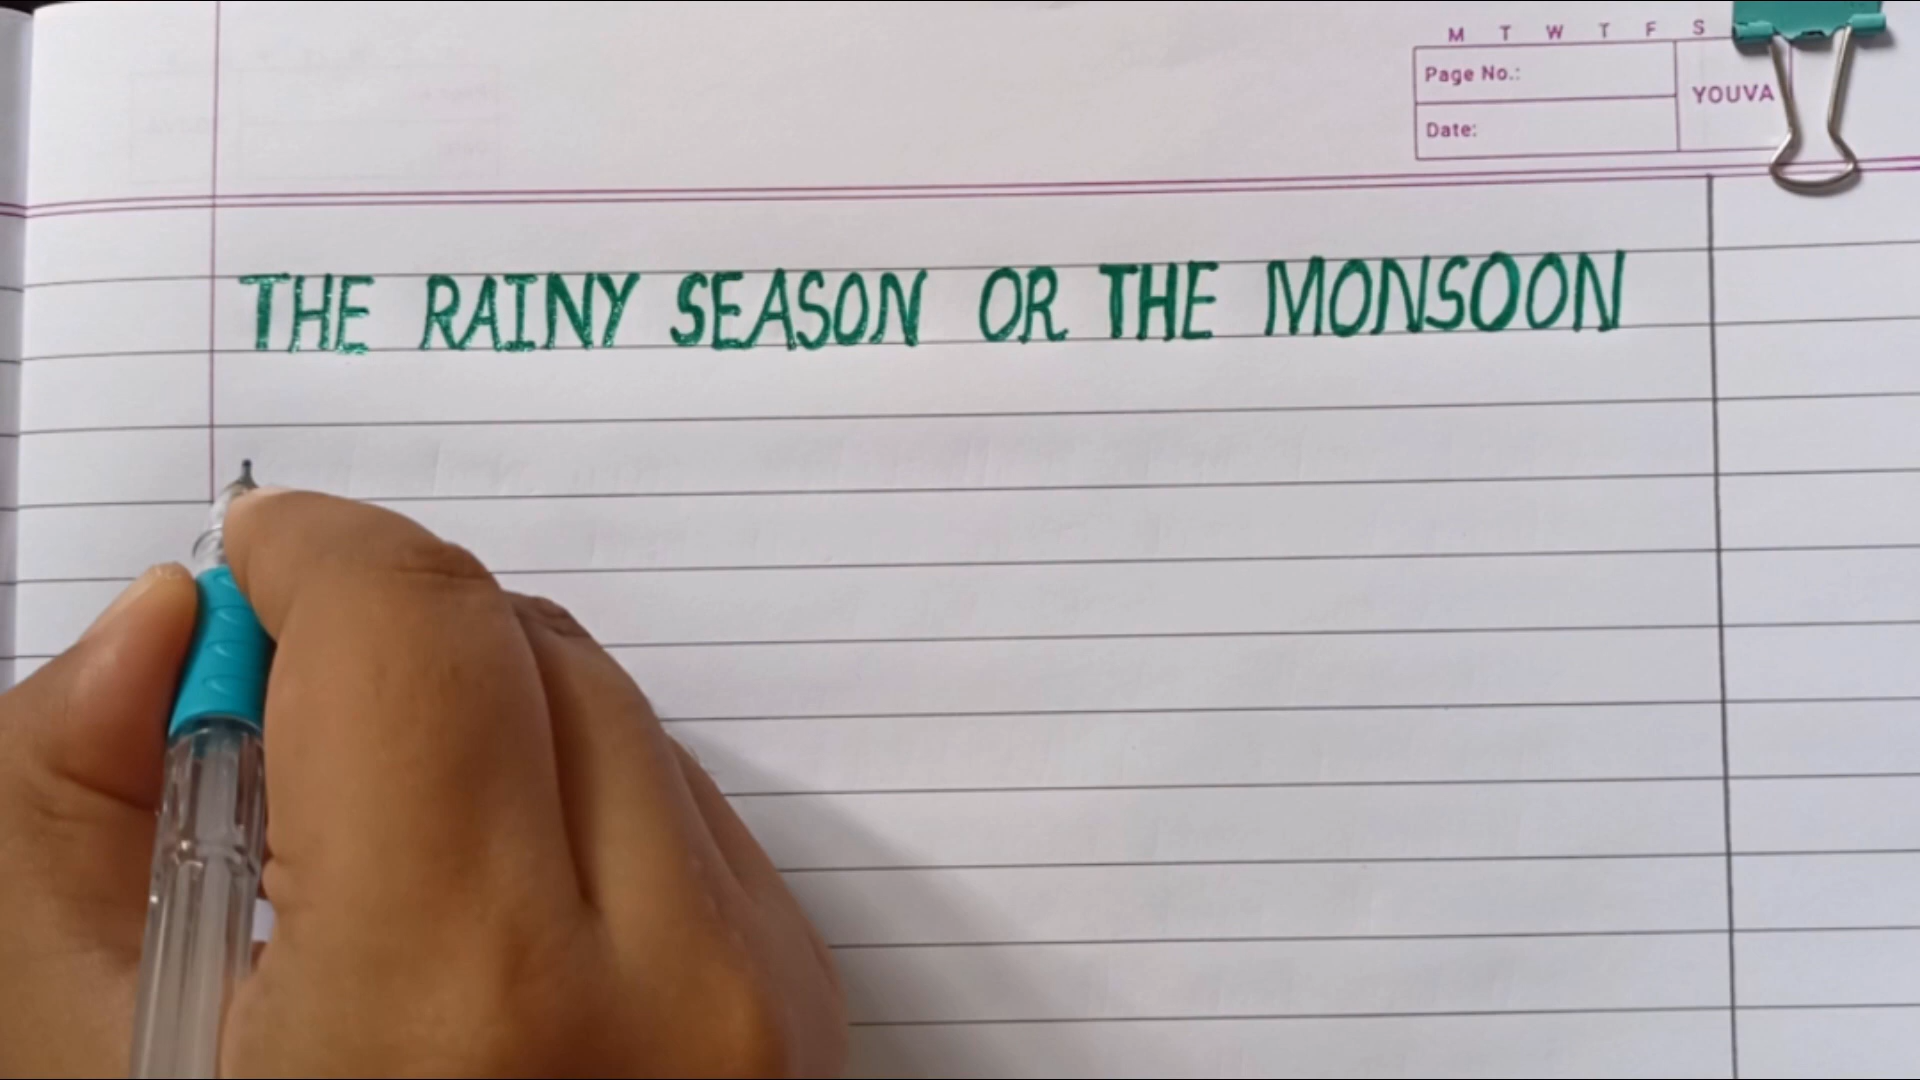 M T W T F S
Page No.:
YOUVA
Date:
THE RAINY SEASON OR THE MONSOON